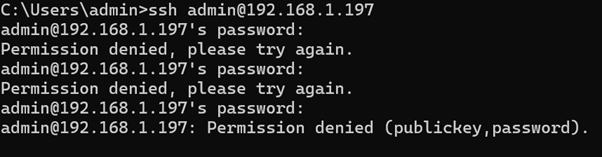 C:\Users\admin>ssh admin@192.168.1.197
admin@192.168.1.197's password:
Permission denied, please try again.
admin@192.168.1.197's password:
Permission denied, please try again.
admin@192.168.1.197's password:
admin@192.168.1.197: Permission denied (publickey,password).